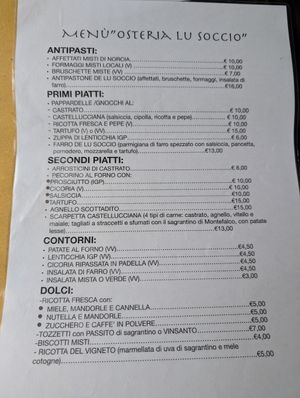 MENÙ"OSTERIA LU SOCCIO"
ANTIPASTI:
- AFFETTATI MISTI DI NORCIA..........€ 10,00
- FORMAGGI MISTI LOCALI (V)..........€ 10,00
- BRUSCHETTE MISTE (VV)..........€ 7,00
- ANTIPASTONE DE LU SOCCIO (affettati, bruschette, formaggi, insalata di
farro)..........€16,00
PRIMI PIATTI:
- PAPPARDELLE /GNOCCHI AL:
- CASTRATO..........€ 10,00
- CASTELLUCCIANA (salsiccia, cipolla, ricotta e pepe)..........€ 10,00
- RICOTTA FRESCA E PEPE (V)..........€ 10,00
- TARTUFO (V) o (VV)..........€ 15,00
- ZUPPA DI LENTICCHIA IGP..........€ 6,00
- FARRO DE LU SOCCIO (parmigiana di farro spezzato con salsiccia, pancetta,
pomodoro, mozzarella e tartufo)..........€13,00
SECONDI PIATTI:
- ARROSTICINI DI CASTRATO..........€ 8,00
- PECORINO AL FORNO CON:
●PROSCIUTTO (IGP)..........€ 10,00
●CICORIA (V)..........€ 10,00
●SALSICCIA..........€10,00
●TARTUFO..........€15,00
- AGNELLO SCOTTADITO..........€15,00
- SCARPETTA CASTELLUCCIANA (4 tipi di carne: castrato, agnello, vitello e
maiale; tagliati a straccetti e sfumati con il sagrantino di Montefalco, con patate
lesse)..........€13,00
CONTORNI:
- PATATE AL FORNO (VV)..........€4,50
- LENTICCHIA IGP (VV)..........€4,50
- CICORIA RIPASSATA IN PADELLA (VV)..........€4,50
- INSALATA DI FARRO (VV)..........€4,50
- INSALATA MISTA O VERDE (VV)..........€3,00
DOLCI:
-RICOTTA FRESCA con:
● MIELE, MANDORLE E CANNELLA..........€5,00
● NUTELLA E MANDORLE..........€5,00
● ZUCCHERO E CAFFE' IN POLVERE..........€5,00
-TOZZETTI con PASSITO di sagrantino o VINSANTO..........€7,00
-BISCOTTI MISTI..........€4,00
- RICOTTA DEL VIGNETO (marmellata di uva di sagrantino e mele
cotogne)..........€5,00